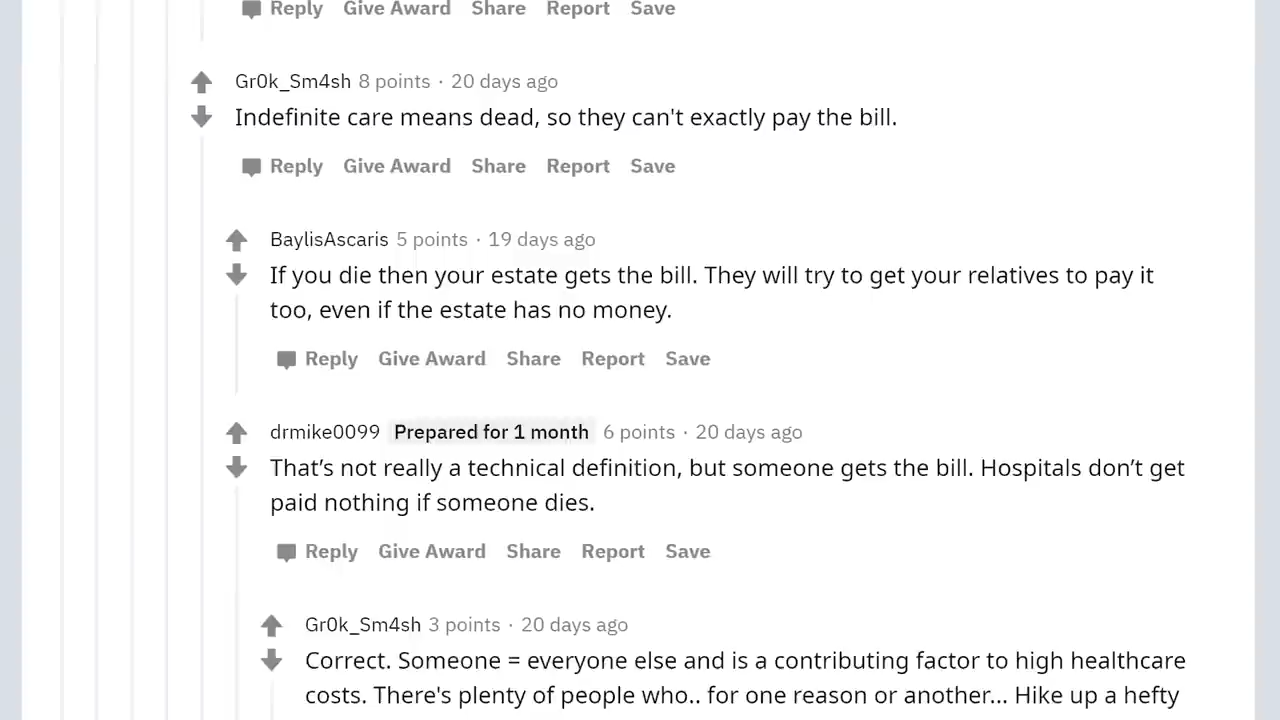 Reply Give Award Share Report Save
Gr0k_Sm4sh 8 points · 20 days ago
Indefinite care means dead, so they can't exactly pay the bill.
Reply Give Award Share Report Save
BaylisAscaris 5 points · 19 days ago
If you die then your estate gets the bill. They will try to get your relatives to pay it
too, even if the estate has no money.
Reply Give Award Share Report Save
drmike0099 Prepared for 1 month 6 points · 20 days ago
That’s not really a technical definition, but someone gets the bill. Hospitals don’t get
paid nothing if someone dies.
Reply Give Award Share Report Save
Gr0k_Sm4sh 3 points · 20 days ago
Correct. Someone = everyone else and is a contributing factor to high healthcare
costs. There's plenty of people who.. for one reason or another... Hike up a hefty